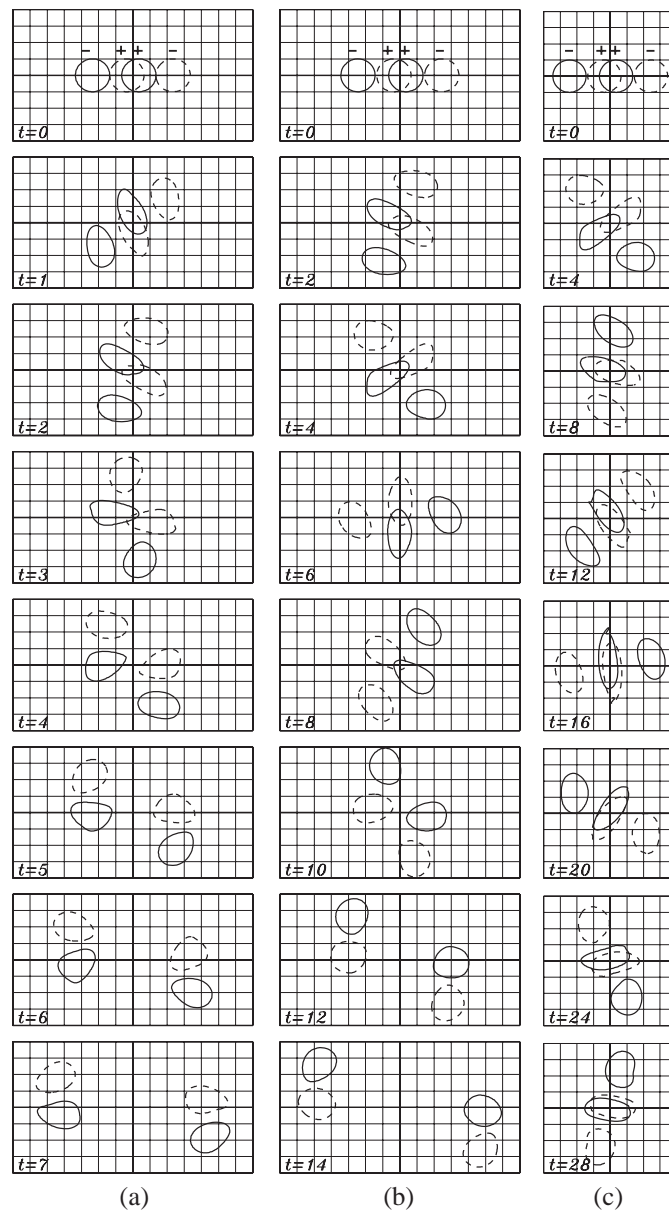 - + + -
t=0
- + + -
t=0
- + + -
t=0
t=1
t=2
t=4
t=2
t=4
t=8
t=3
t=6
t=12
t=4
t=8
t=16
t=5
t=10
t=20
t=6
t=12
t=24
t=7
t=14
t=28
(a)
(b)
(c)